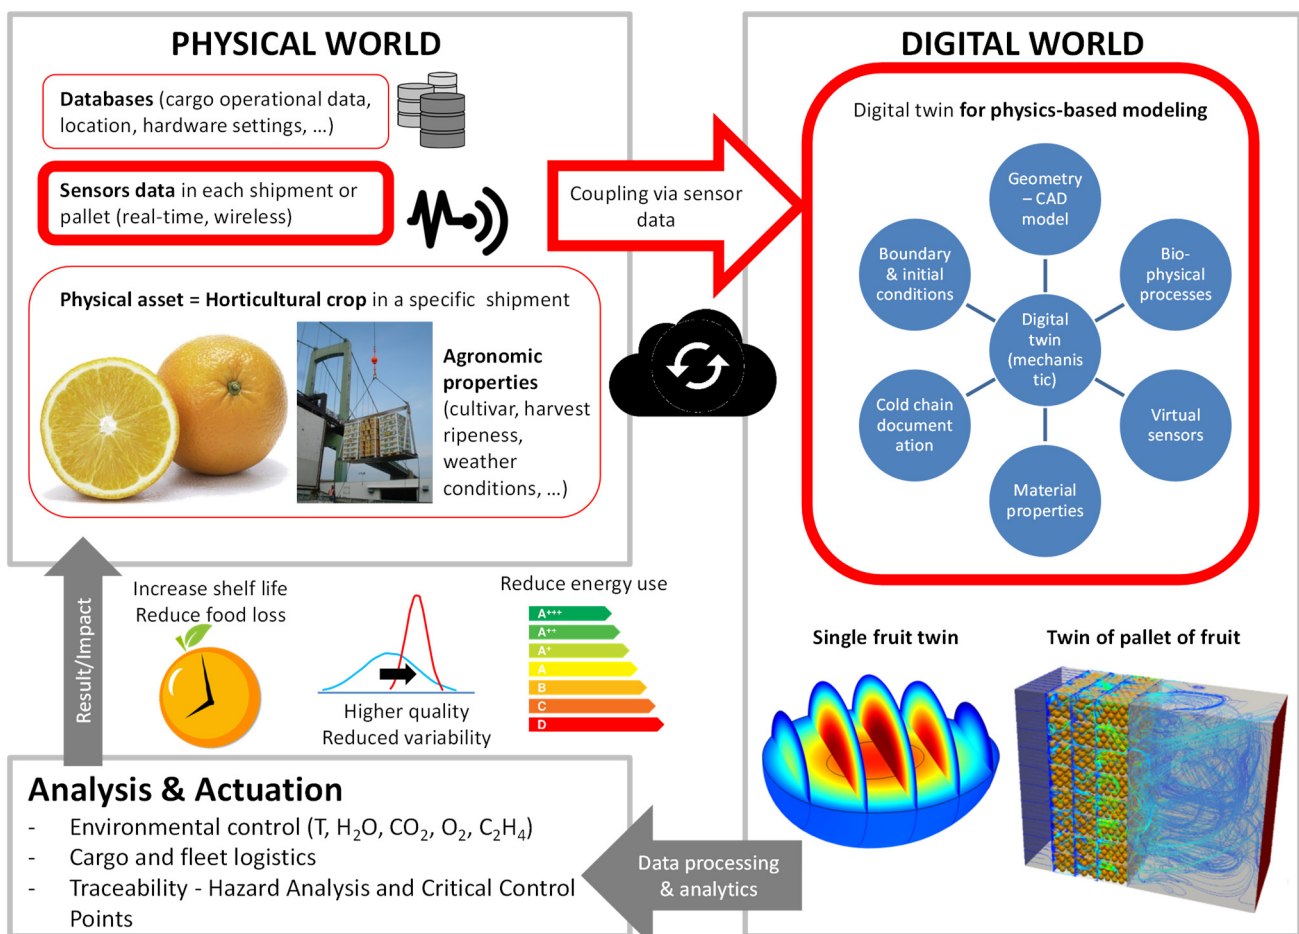 PHYSICAL WORLD
Databases (cargo operational data,
location, hardware settings, ...)
Sensors data in each shipment or
pallet (real-time, wireless)
Physical asset = Horticultural crop in a specific shipment
Agronomic
properties
(cultivar, harvest
ripeness,
weather
conditions, ...)
Coupling via sensor
data
DIGITAL WORLD
Digital twin for physics-based modeling
Geometry
– CAD
model
Bio-
physical
processes
Virtual
sensors
Material
properties
Cold chain
document
ation
Boundary
& initial
conditions
Digital
twin
(mechanis
tic)
Single fruit twin
Twin of pallet of fruit
Data processing
& analytics
Analysis & Actuation
- Environmental control (T, H₂O, CO₂, O₂, C₂H₄)
- Cargo and fleet logistics
- Traceability - Hazard Analysis and Critical Control
Points
Result/Impact
Increase shelf life
Reduce food loss
Higher quality
Reduced variability
Reduce energy use
A+++
A++
A+
A
B
C
D